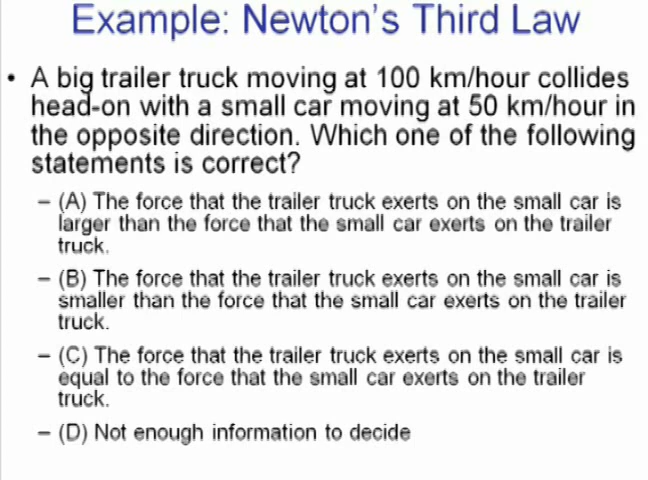 Example: Newton's Third Law
• A big trailer truck moving at 100 km/hour collides
head-on with a small car moving at 50 km/hour in
the opposite direction. Which one of the following
statements is correct?
– (A) The force that the trailer truck exerts on the small car is
larger than the force that the small car exerts on the trailer
truck.
– (B) The force that the trailer truck exerts on the small car is
smaller than the force that the small car exerts on the trailer
truck.
– (C) The force that the trailer truck exerts on the small car is
equal to the force that the small car exerts on the trailer
truck.
– (D) Not enough information to decide